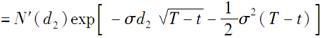 = N′(d₂)exp[ −σd₂ √(T − t) − ½σ²(T − t) ]